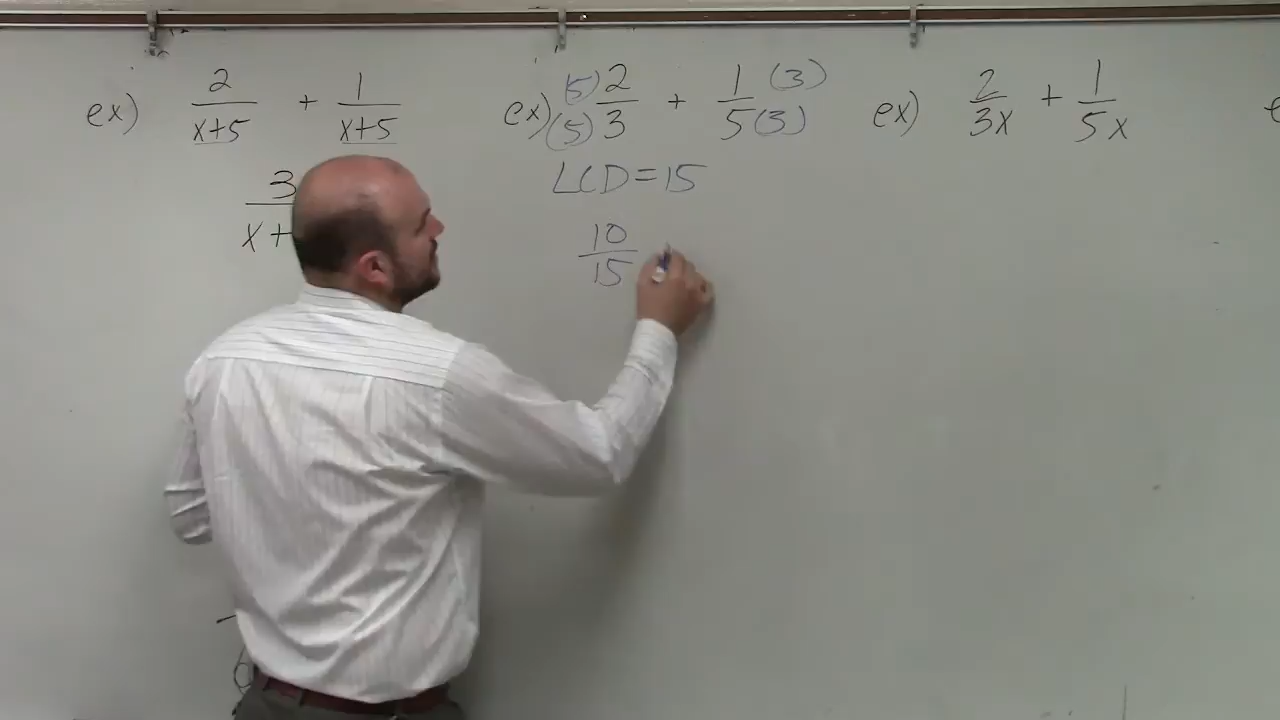 ex) 2/(x+5) + 1/(x+5)
3/x+
ex) (5)2/(5)3 + 1(3)/5(3)
LCD=15
10/15
ex) 2/3x + 1/5x